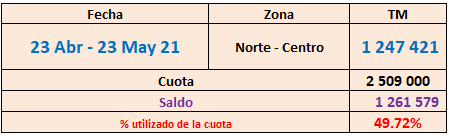 Fecha Zona TM
23 Abr - 23 May 21 Norte - Centro 1 247 421
Cuota 2 509 000
Saldo 1 261 579
% utilizado de la cuota 49.72%